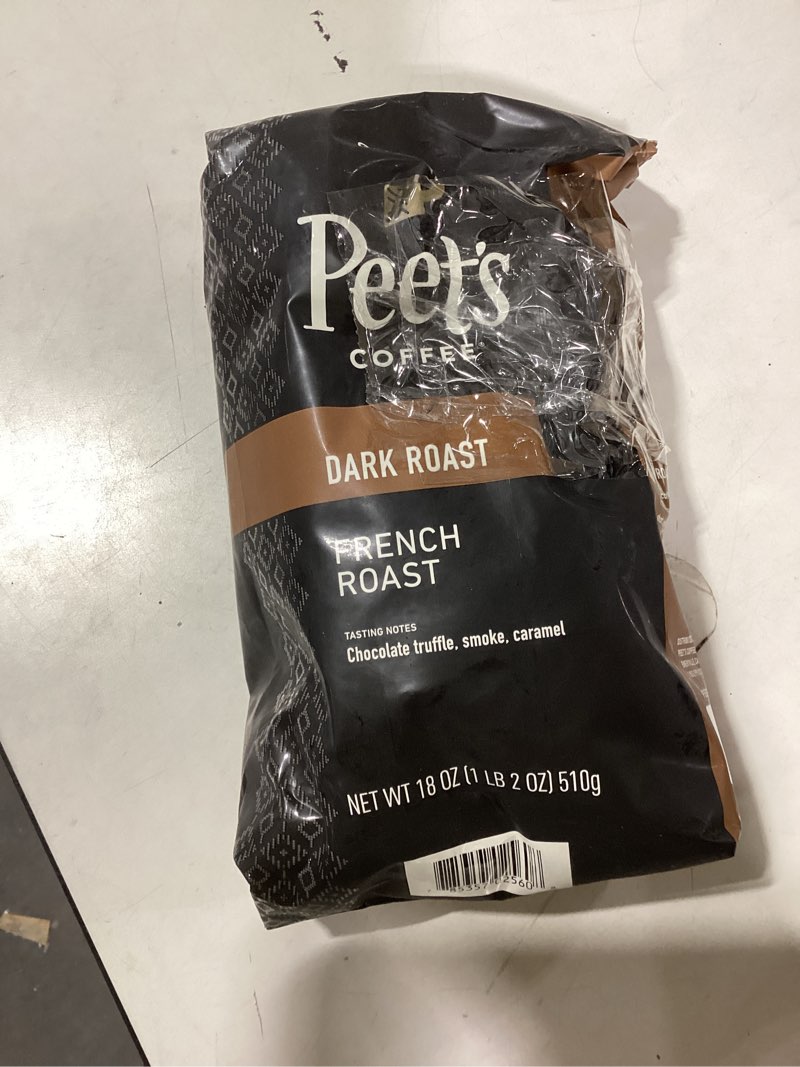 Peet's
COFFEE
DARK ROAST
FRENCH
ROAST
TASTING NOTES
Chocolate truffle, smoke, caramel
NET WT 18 OZ (1 LB 2 OZ) 510g